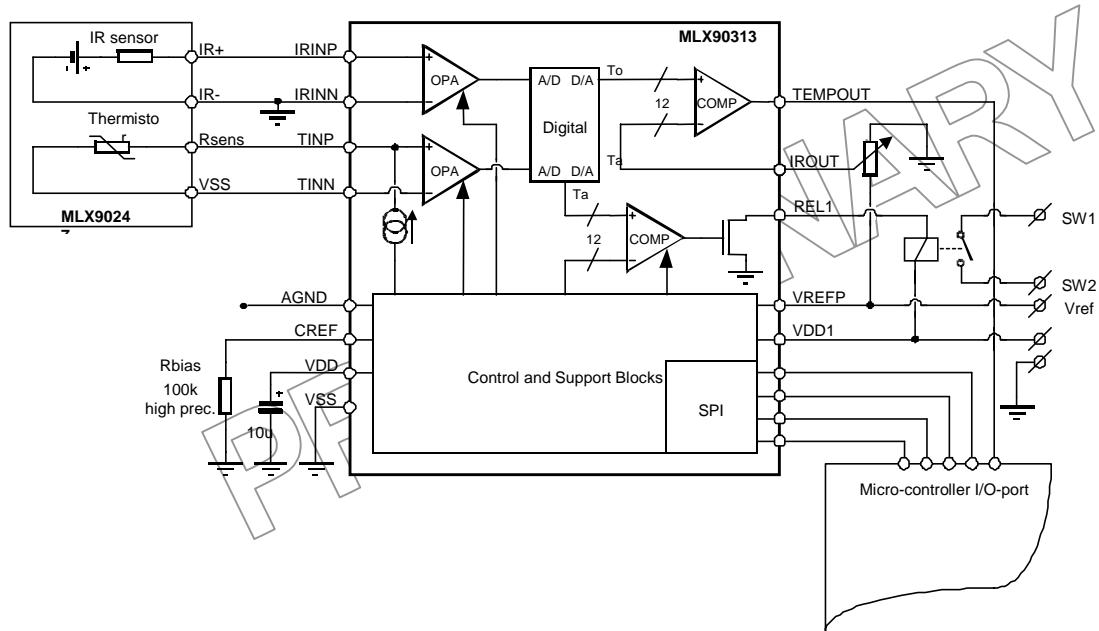 IR sensor
IR+
IRINP
MLX90313
OPA
A/D D/A
To
COMP
TEMPOUT
12
12
Digital
IR-
IRINN
Thermisto
r
Rsens
TINP
Ta
IROUT
OPA
A/D D/A
VSS
TINN
Ta
REL1
SW1
MLX9024
12
COMP
12
SW2
AGND
VREFP
Vref
CREF
VDD1
Rbias
100k
high prec.
VDD
Control and Support Blocks
VSS
SPI
10u
Micro-controller I/O-port